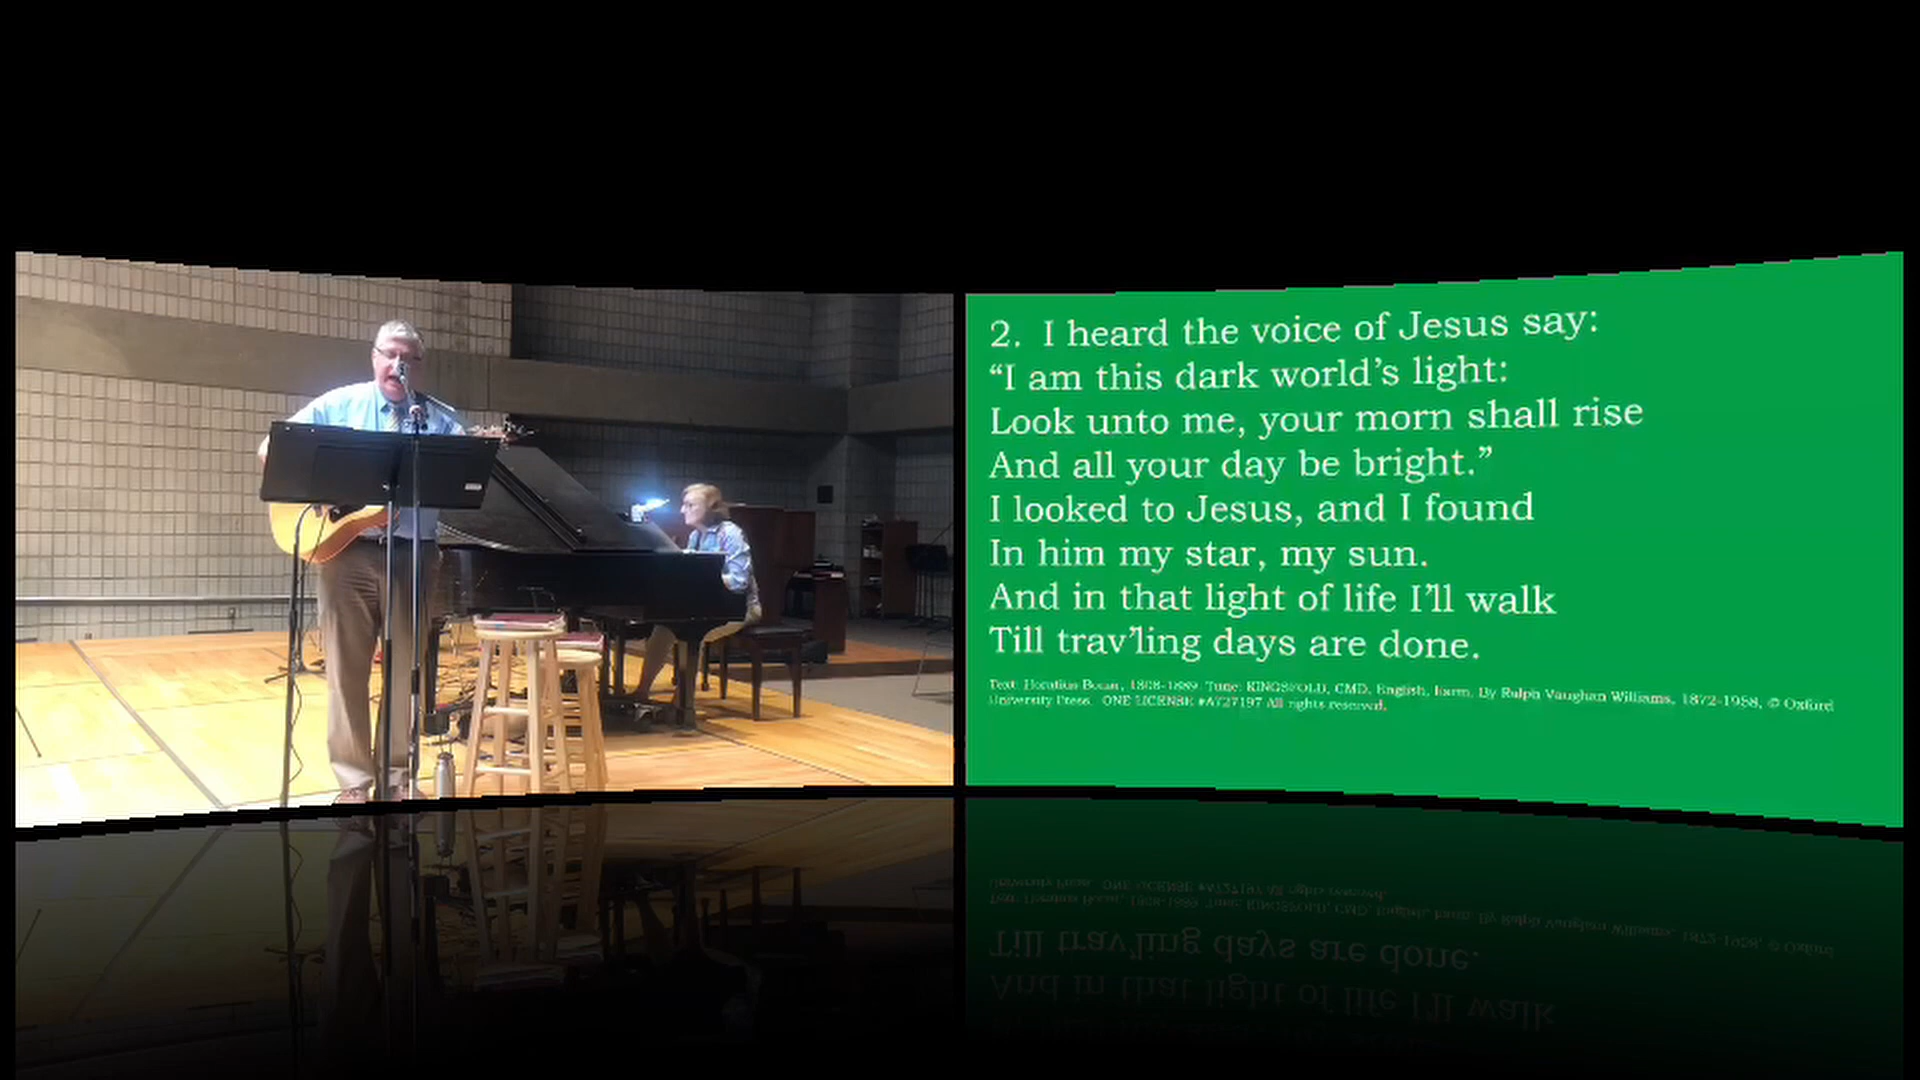 2. I heard the voice of Jesus say:
“I am this dark world’s light:
Look unto me, your morn shall rise
And all your day be bright.”
I looked to Jesus, and I found
In him my star, my sun.
And in that light of life I’ll walk
Till trav’ling days are done.
Text: Horatius Bonar, 1808-1889. Tune: KINGSFOLD, CMD, English, harm. By Ralph Vaughan Williams, 1872-1958, © Oxford
University Press. ONE LICENSE #A727197 All rights reserved.